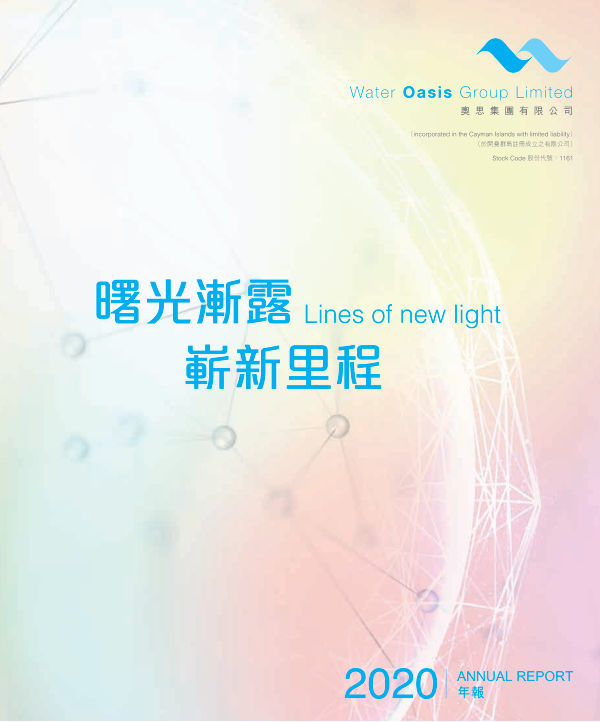 Water Oasis Group Limited
奧思集團有限公司
(incorporated in the Cayman Islands with limited liability)
(於開曼群島註冊成立之有限公司)
Stock Code 股份代號：1161
曙光漸露 Lines of new light
嶄新里程
2020 ANNUAL REPORT
年報